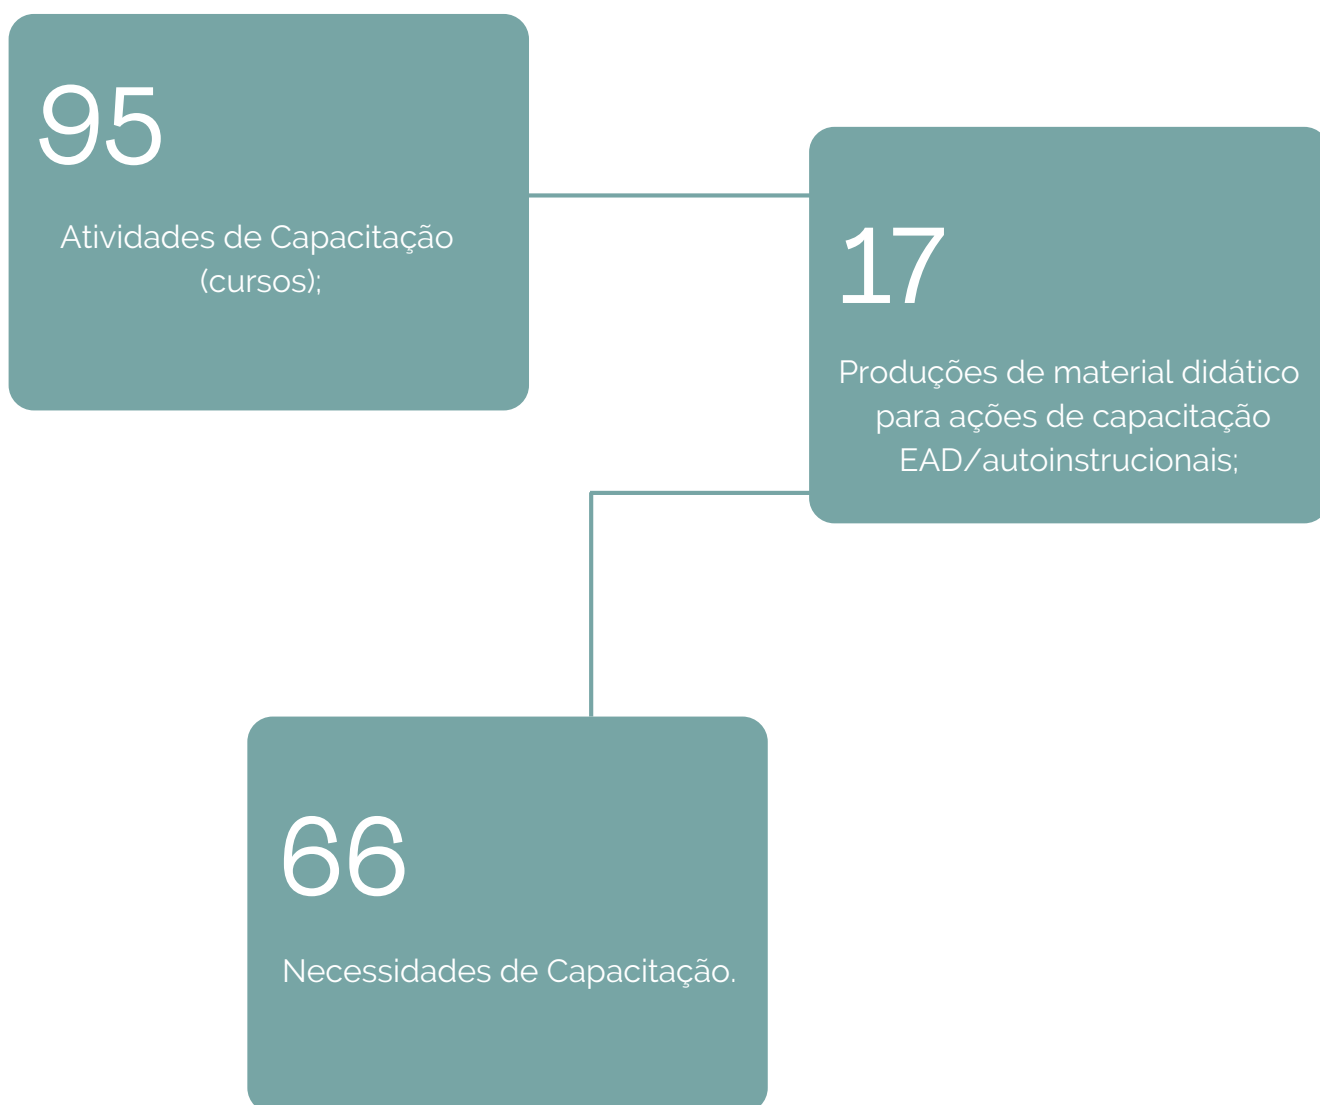 95
Atividades de Capacitação
(cursos);
17
Produções de material didático
para ações de capacitação
EAD/autoinstrucionais;
66
Necessidades de Capacitação.